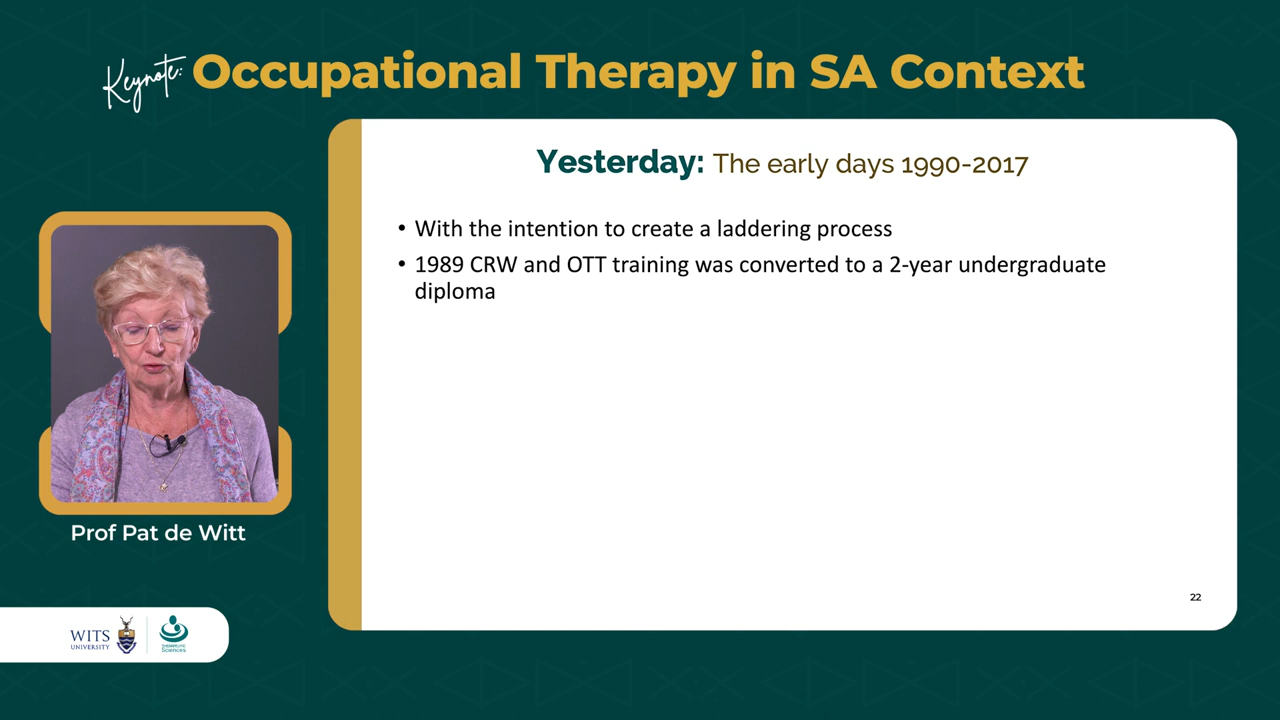 Keynote: Occupational Therapy in SA Context
Yesterday: The early days 1990-2017
• With the intention to create a laddering process
• 1989 CRW and OTT training was converted to a 2-year undergraduate
diploma
Prof Pat de Witt
22
WITS
UNIVERSITY
THERAPEUTIC
Sciences